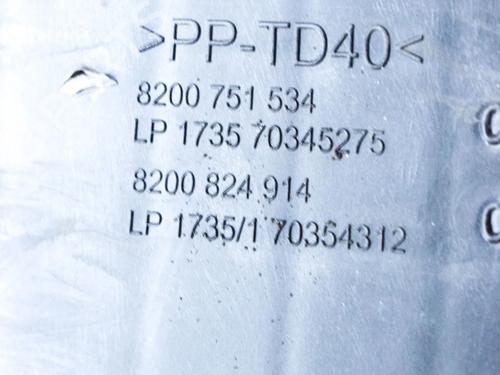 >PP-TD40<
8200 751 534
LP 1735 70345275
8200 824 914
LP 1735/1 70354312